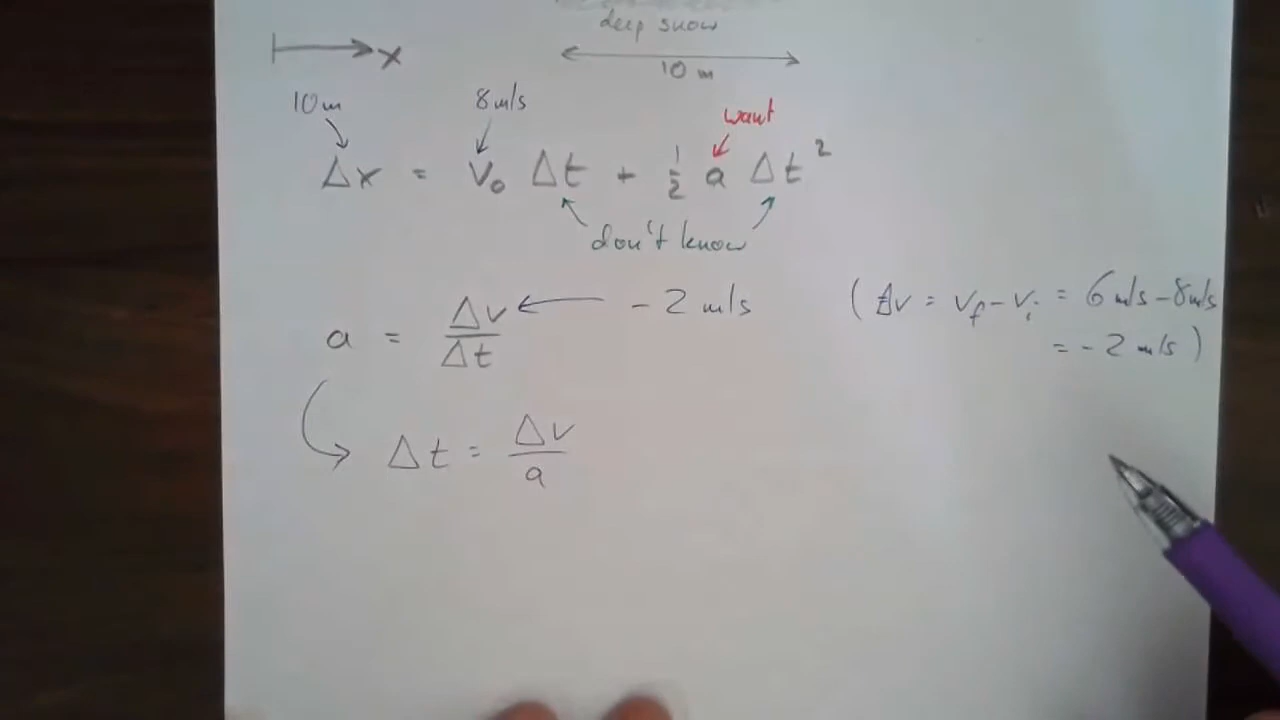 deep snow
x
10 m
10m
8m/s
want
Δx = v₀ Δt + 1/2 a Δt²
don't know
a = Δv/Δt ← - 2 m/s
(Δv = v_f - v_i = 6 m/s - 8 m/s
= - 2 m/s)
Δt = Δv/a